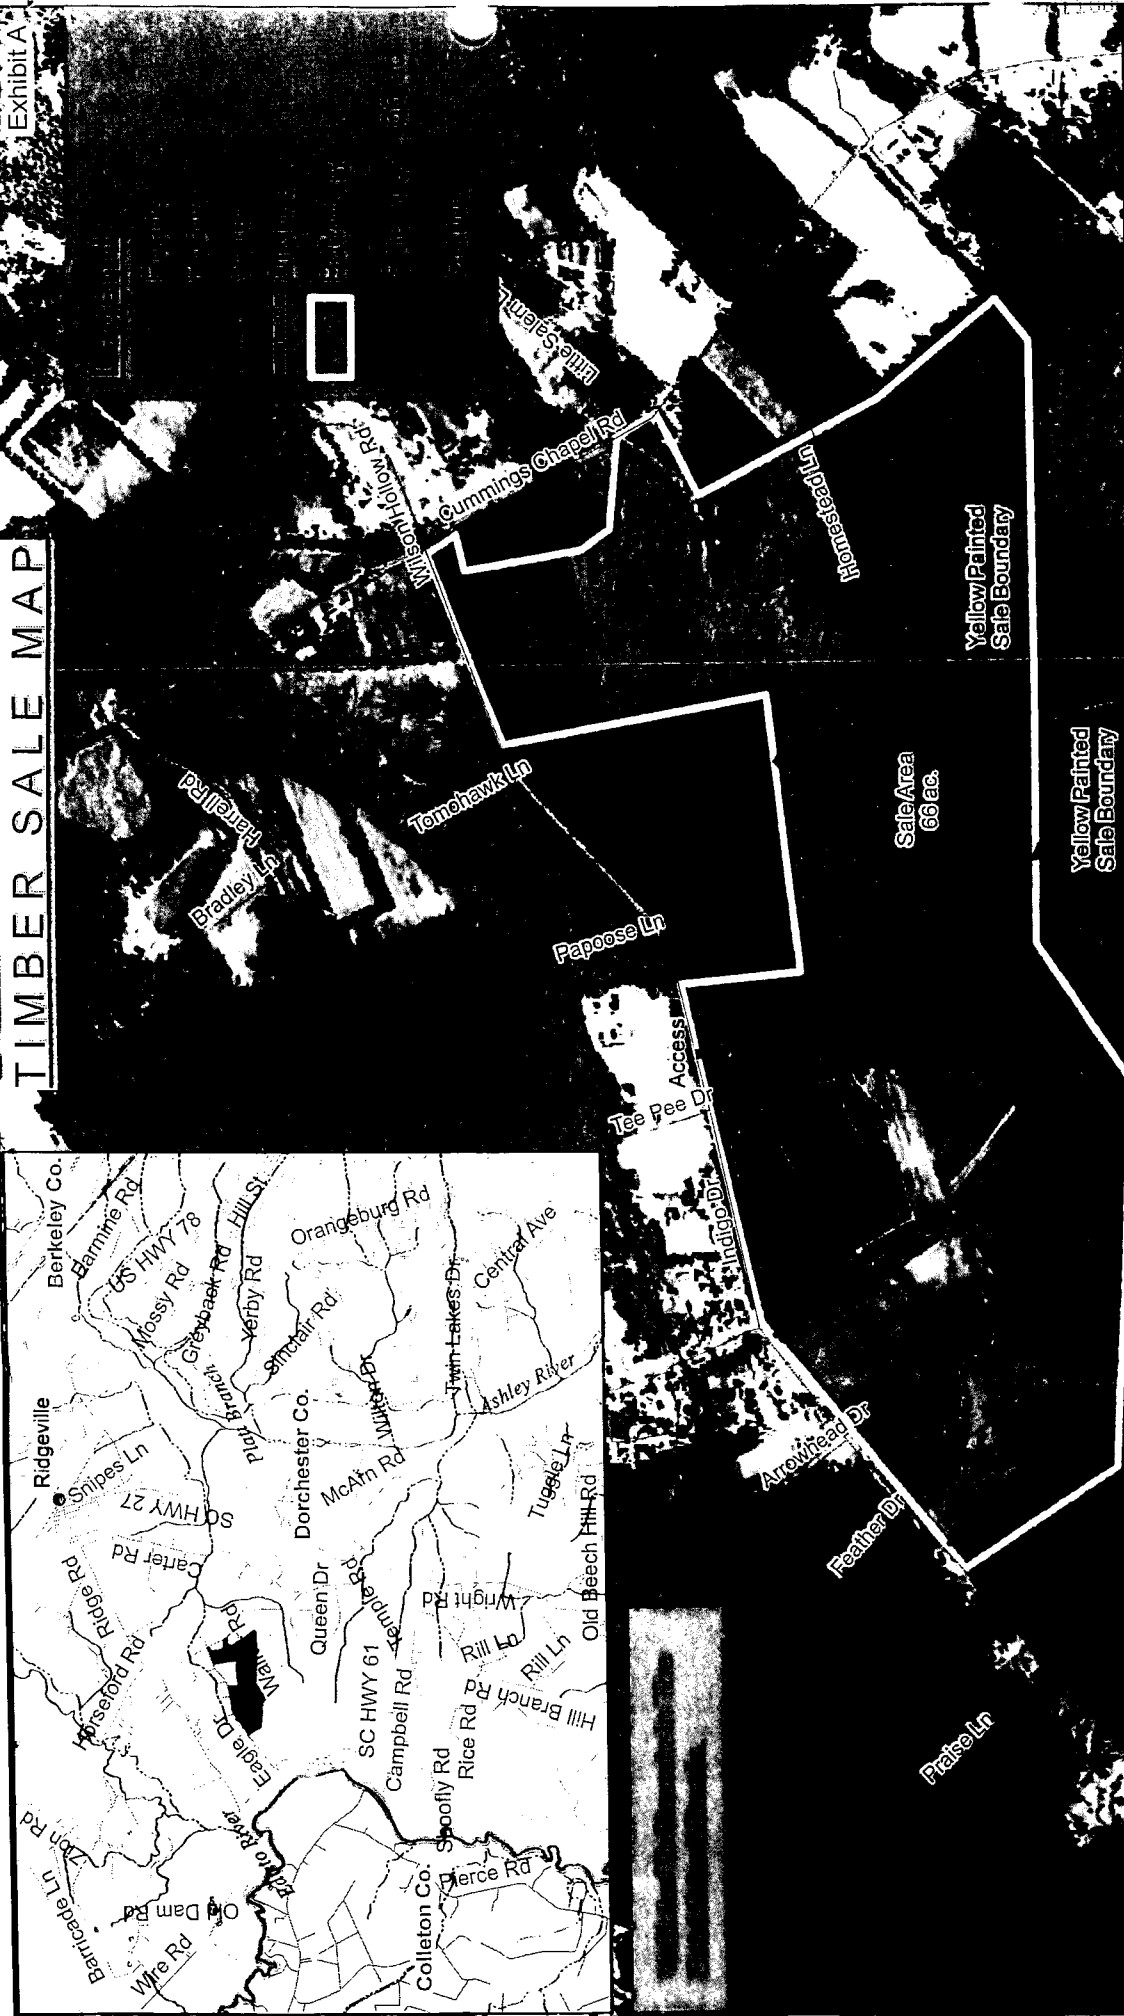 Exhibit A
TIMBER SALE MAP
Berkeley Co.
Barmine Rd
US HWY 78
Mossy Rd
Greyback Rd
Hill St
Yerby Rd
Orangeburg Rd
Sinclair Rd
Central Ave
Twin Lakes Dr
Wilton Dr
Ashley River
Platt Branch
Dorchester Co.
McArn Rd
Tuggle Ln
Old Beech Hill Rd
Ridgeville
Snipes Ln
SC HWY 27
Carter Rd
Ridge Rd
Horseford Rd
Queen Dr
Temple Rd
Wright Rd
Rill Ln
Rill Ln
Hill Branch Rd
SC HWY 61
Campbell Rd
Rice Rd
Spoofly Rd
Pierce Rd
Colleton Co.
Eagle Dr
Edisto River
Zion Rd
Barricade Ln
Old Dam Rd
Wire Rd
Harrell Rd
Bradley Ln
Tomohawk Ln
Papoose Ln
Wilson Hollow Rd
Cummings Chapel Rd
Little Salem L
Homestead Ln
Access
Tee Pee Dr
Indigo Dr
Arrowhead Dr
Feather Dr
Praise Ln
Sale Area
66 ac.
Yellow Painted
Sale Boundary
Yellow Painted
Sale Boundary